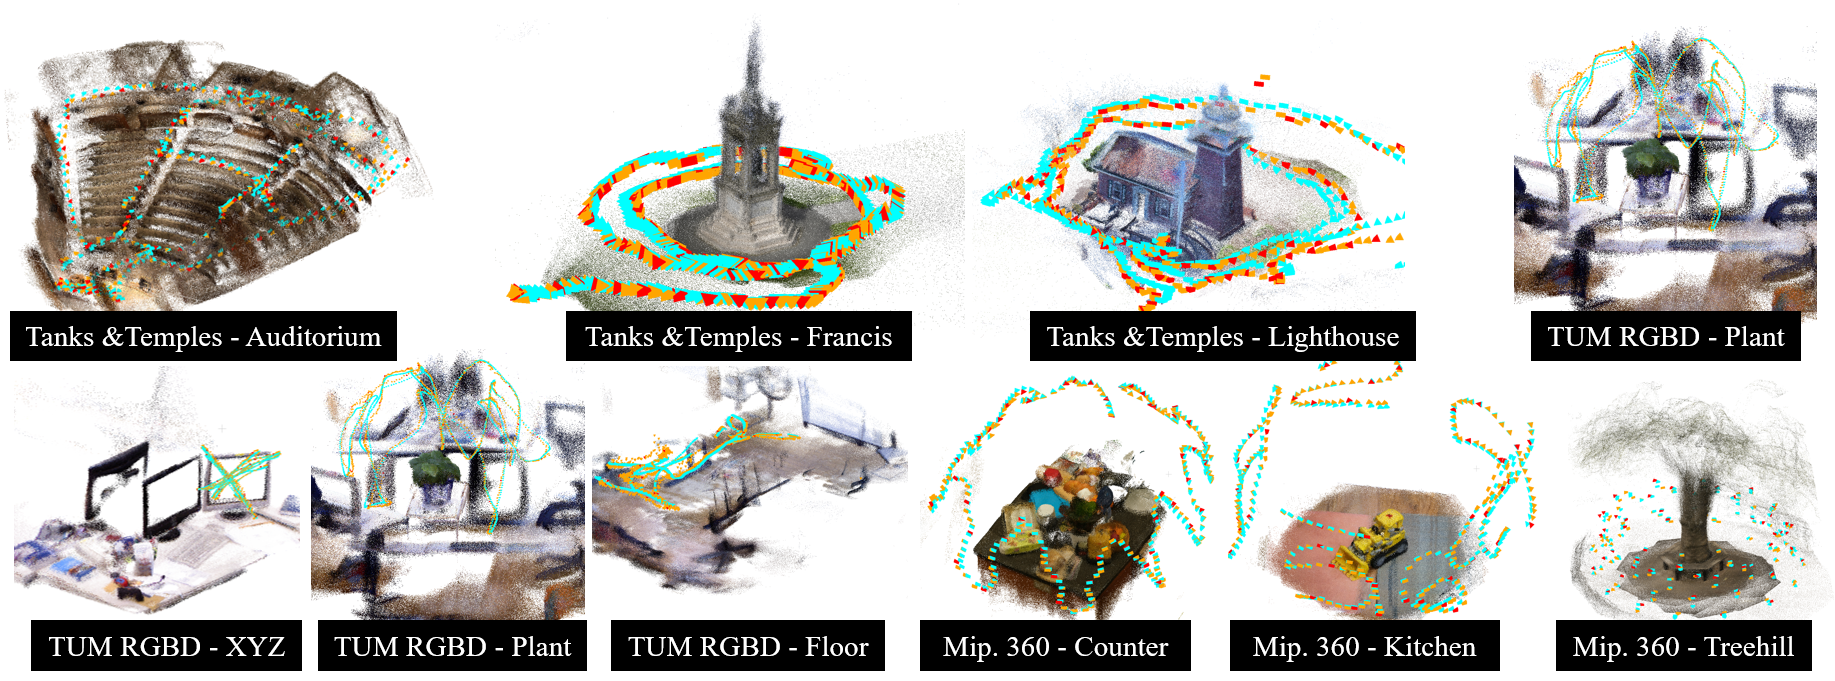 Tanks &Temples - Auditorium
Tanks &Temples - Francis
Tanks &Temples - Lighthouse
TUM RGBD - Plant
TUM RGBD - XYZ
TUM RGBD - Plant
TUM RGBD - Floor
Mip. 360 - Counter
Mip. 360 - Kitchen
Mip. 360 - Treehill